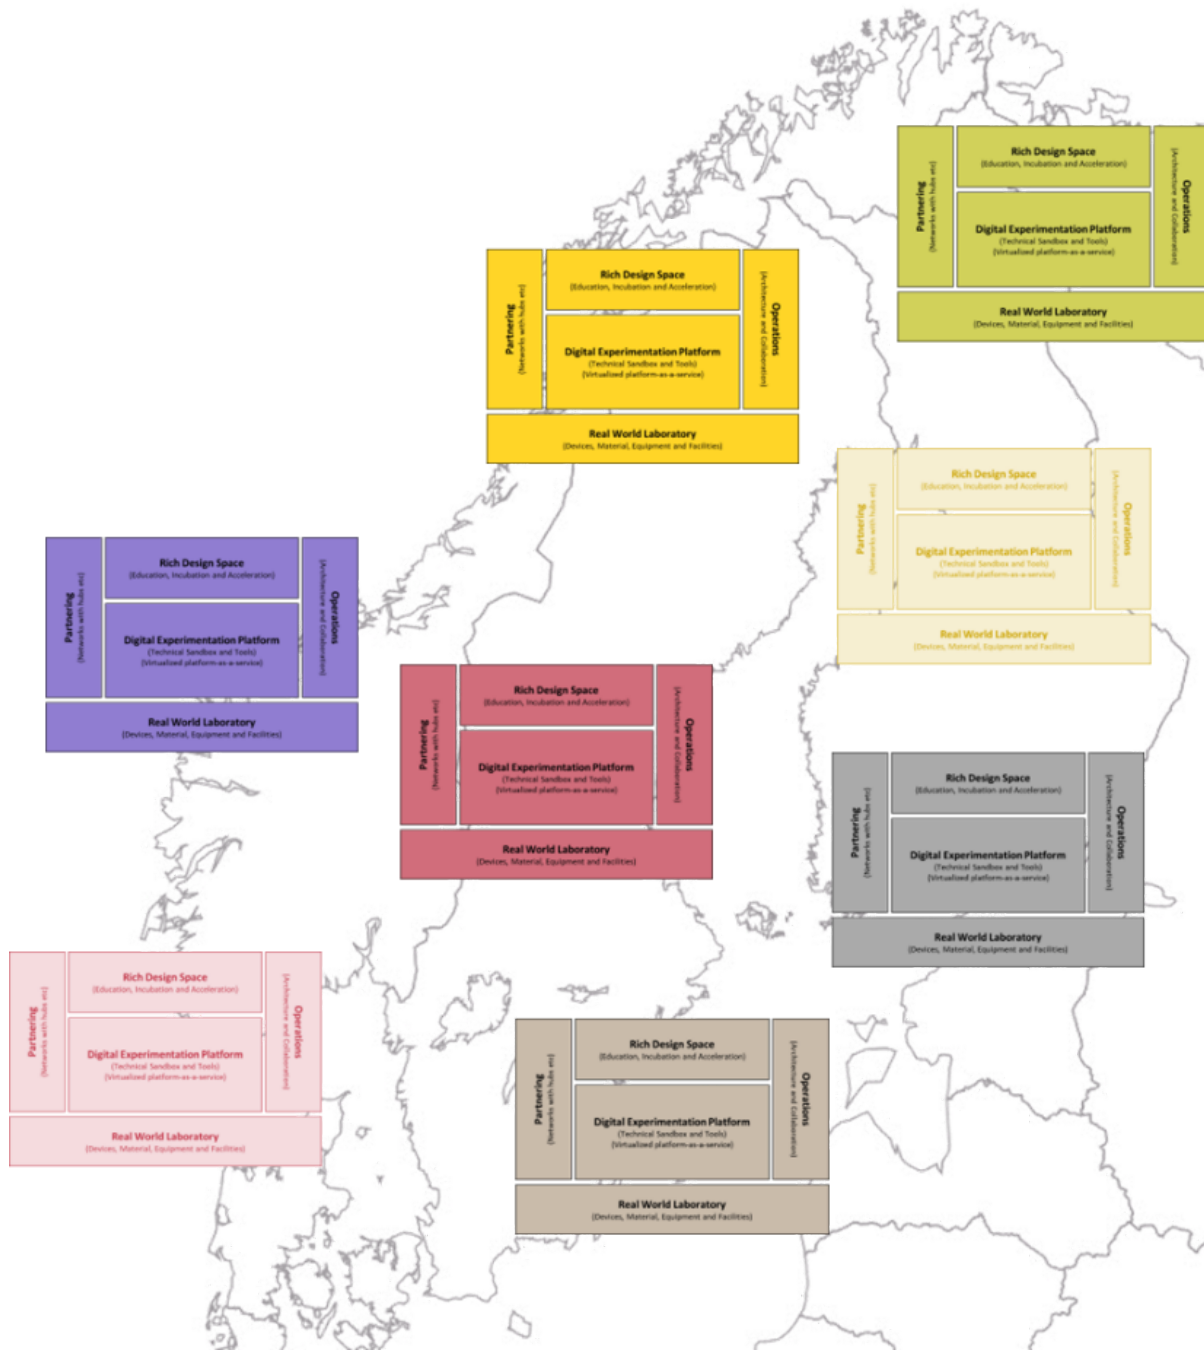 Partnering
(Networks with hubs etc)
Rich Design Space
(Education, Incubation and Acceleration)
Digital Experimentation Platform
(Technical Sandbox and Tools)
(Virtualized platform-as-a-service)
Operations
(Architecture and Collaboration)
Real World Laboratory
(Devices, Material, Equipment and Facilities)
Partnering
(Networks with hubs etc)
Rich Design Space
(Education, Incubation and Acceleration)
Digital Experimentation Platform
(Technical Sandbox and Tools)
(Virtualized platform-as-a-service)
Operations
(Architecture and Collaboration)
Real World Laboratory
(Devices, Material, Equipment and Facilities)
Partnering
(Networks with hubs etc)
Rich Design Space
(Education, Incubation and Acceleration)
Digital Experimentation Platform
(Technical Sandbox and Tools)
(Virtualized platform-as-a-service)
Operations
(Architecture and Collaboration)
Real World Laboratory
(Devices, Material, Equipment and Facilities)
Partnering
(Networks with hubs etc)
Rich Design Space
(Education, Incubation and Acceleration)
Digital Experimentation Platform
(Technical Sandbox and Tools)
(Virtualized platform-as-a-service)
Operations
(Architecture and Collaboration)
Real World Laboratory
(Devices, Material, Equipment and Facilities)
Partnering
(Networks with hubs etc)
Rich Design Space
(Education, Incubation and Acceleration)
Digital Experimentation Platform
(Technical Sandbox and Tools)
(Virtualized platform-as-a-service)
Operations
(Architecture and Collaboration)
Real World Laboratory
(Devices, Material, Equipment and Facilities)
Partnering
(Networks with hubs etc)
Rich Design Space
(Education, Incubation and Acceleration)
Digital Experimentation Platform
(Technical Sandbox and Tools)
(Virtualized platform-as-a-service)
Operations
(Architecture and Collaboration)
Real World Laboratory
(Devices, Material, Equipment and Facilities)
Partnering
(Networks with hubs etc)
Rich Design Space
(Education, Incubation and Acceleration)
Digital Experimentation Platform
(Technical Sandbox and Tools)
(Virtualized platform-as-a-service)
Operations
(Architecture and Collaboration)
Real World Laboratory
(Devices, Material, Equipment and Facilities)
Partnering
(Networks with hubs etc)
Rich Design Space
(Education, Incubation and Acceleration)
Digital Experimentation Platform
(Technical Sandbox and Tools)
(Virtualized platform-as-a-service)
Operations
(Architecture and Collaboration)
Real World Laboratory
(Devices, Material, Equipment and Facilities)